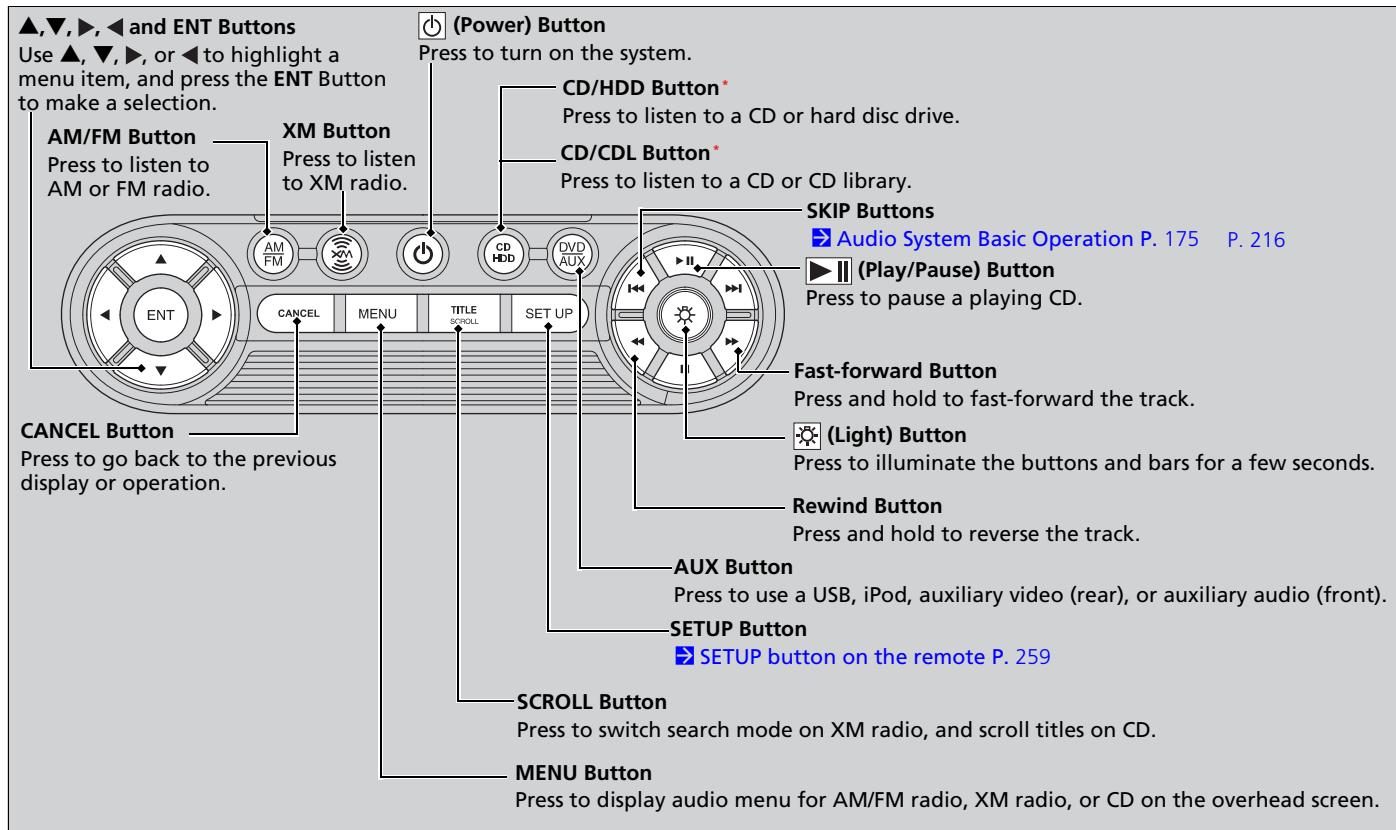 ▲,▼, ▶, ◀ and ENT Buttons
Use ▲, ▼, ▶, or ◀ to highlight a
menu item, and press the ENT Button
to make a selection.
(Power) Button
Press to turn on the system.
CD/HDD Button*
Press to listen to a CD or hard disc drive.
AM/FM Button
Press to listen to
AM or FM radio.
XM Button
Press to listen
to XM radio.
CD/CDL Button*
Press to listen to a CD or CD library.
SKIP Buttons
Audio System Basic Operation P. 175 P. 216
▶ II (Play/Pause) Button
Press to pause a playing CD.
AM
FM
XM
CD
HDD
DVD
AUX
ENT
CANCEL
MENU
TITLE
SCROLL
SET UP
Fast-forward Button
Press and hold to fast-forward the track.
CANCEL Button
Press to go back to the previous
display or operation.
(Light) Button
Press to illuminate the buttons and bars for a few seconds.
Rewind Button
Press and hold to reverse the track.
AUX Button
Press to use a USB, iPod, auxiliary video (rear), or auxiliary audio (front).
SETUP Button
SETUP button on the remote P. 259
SCROLL Button
Press to switch search mode on XM radio, and scroll titles on CD.
MENU Button
Press to display audio menu for AM/FM radio, XM radio, or CD on the overhead screen.